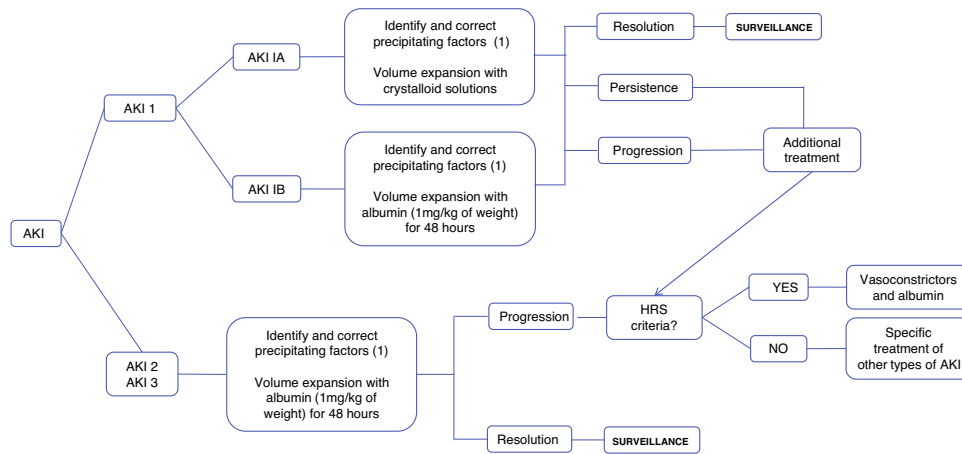 AKI
AKI 1
AKI IA
Identify and correct
precipitating factors (1)
Volume expansion with
crystalloid solutions
AKI IB
Identify and correct
precipitating factors (1)
Volume expansion with
albumin (1mg/kg of weight)
for 48 hours
Resolution
SURVEILLANCE
Persistence
Progression
Additional
treatment
AKI 2
AKI 3
Identify and correct
precipitating factors (1)
Volume expansion with
albumin (1mg/kg of
weight) for 48 hours
Progression
HRS
criteria?
YES
Vasoconstrictors
and albumin
NO
Specific
treatment of
other types of AKI
Resolution
SURVEILLANCE